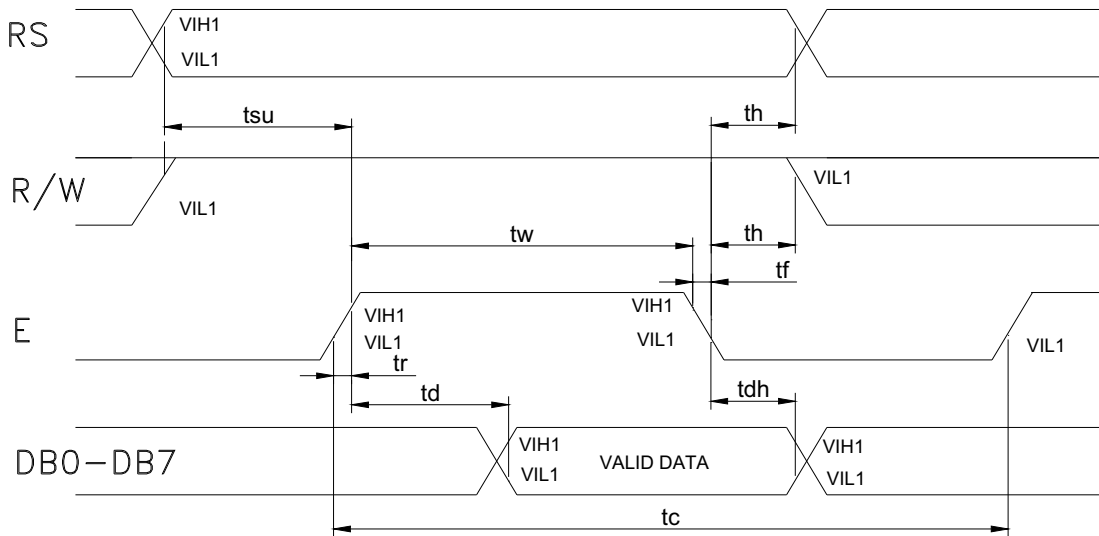 RS
VIH1
VIL1
tsu
th
R/W
VIL1
VIL1
tw
th
tf
E
VIH1
VIL1
VIH1
VIL1
VIL1
tr
td
tdh
DB0-DB7
VIH1
VIL1
VALID DATA
VIH1
VIL1
tc